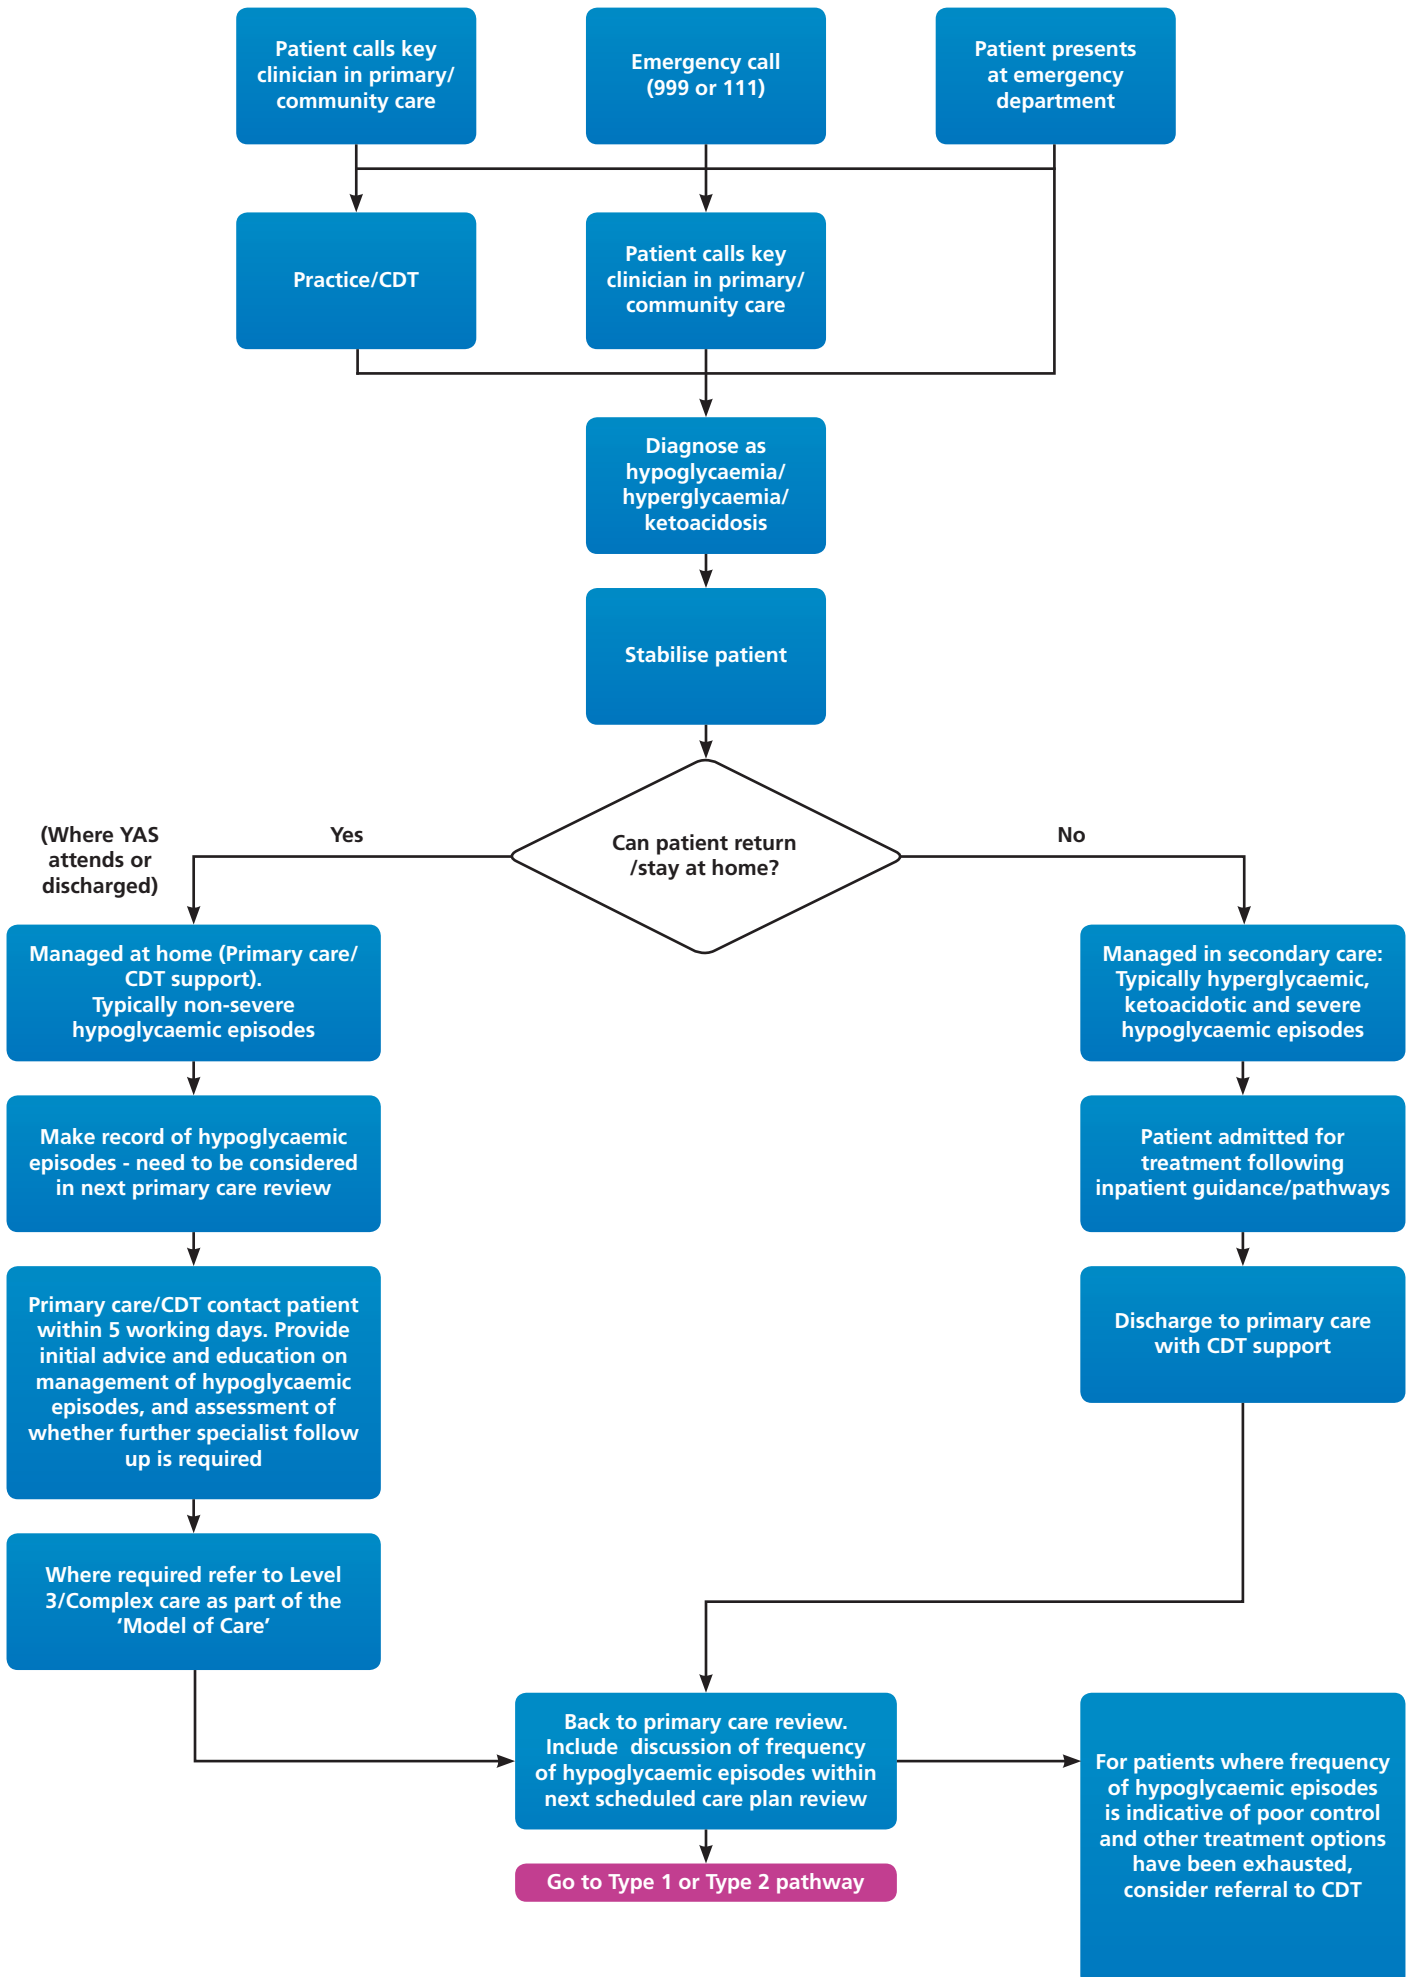 Patient calls key
clinician in primary/
community care
Emergency call
(999 or 111)
Patient presents
at emergency
department
Practice/CDT
Patient calls key
clinician in primary/
community care
Diagnose as
hypoglycaemia/
hyperglycaemia/
ketoacidosis
Stabilise patient
Can patient return
/stay at home?
(Where YAS
attends or
discharged)
Yes
No
Managed at home (Primary care/
CDT support).
Typically non-severe
hypoglycaemic episodes
Managed in secondary care:
Typically hyperglycaemic,
ketoacidotic and severe
hypoglycaemic episodes
Make record of hypoglycaemic
episodes - need to be considered
in next primary care review
Patient admitted for
treatment following
inpatient guidance/pathways
Primary care/CDT contact patient
within 5 working days. Provide
initial advice and education on
management of hypoglycaemic
episodes, and assessment of
whether further specialist follow
up is required
Discharge to primary care
with CDT support
Where required refer to Level
3/Complex care as part of the
‘Model of Care’
Back to primary care review.
Include  discussion of frequency
of hypoglycaemic episodes within
next scheduled care plan review
For patients where frequency
of hypoglycaemic episodes
is indicative of poor control
and other treatment options
have been exhausted,
consider referral to CDT
Go to Type 1 or Type 2 pathway